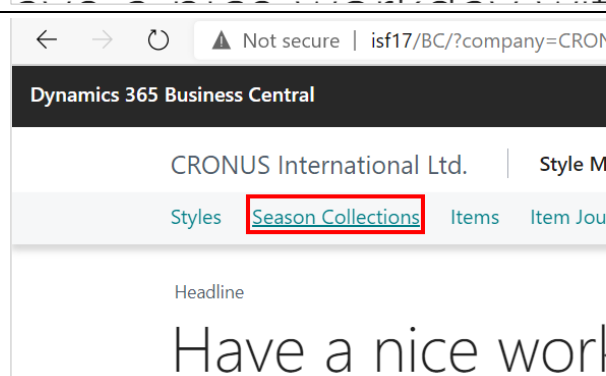 Not secure | isf17/BC/?company=CRON
Dynamics 365 Business Central
CRONUS International Ltd. | Style M
Styles Season Collections Items Item Jou
Headline
Have a nice work